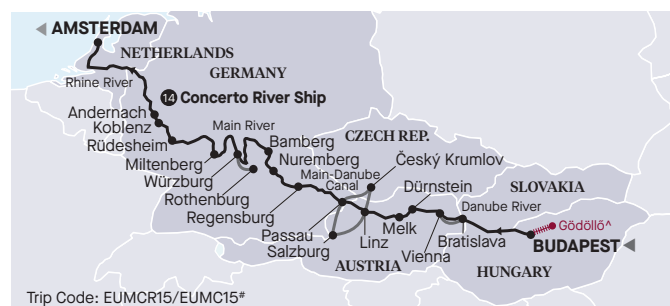 AMSTERDAM
NETHERLANDS
GERMANY
Rhine River
14 Concerto River Ship
Andernach
Koblenz
Rüdesheim
Main River
Bamberg
CZECH REP.
Miltenberg
Nuremberg
Český Krumlov
Würzburg
Main-Danube
Canal
Rothenburg
Dürnstein
SLOVAKIA
Regensburg
Danube River
Gödöllő^
Passau
Melk
Salzburg
Linz
Bratislava
BUDAPEST
Vienna
AUSTRIA
HUNGARY
Trip Code: EUMCR15/EUMC15#